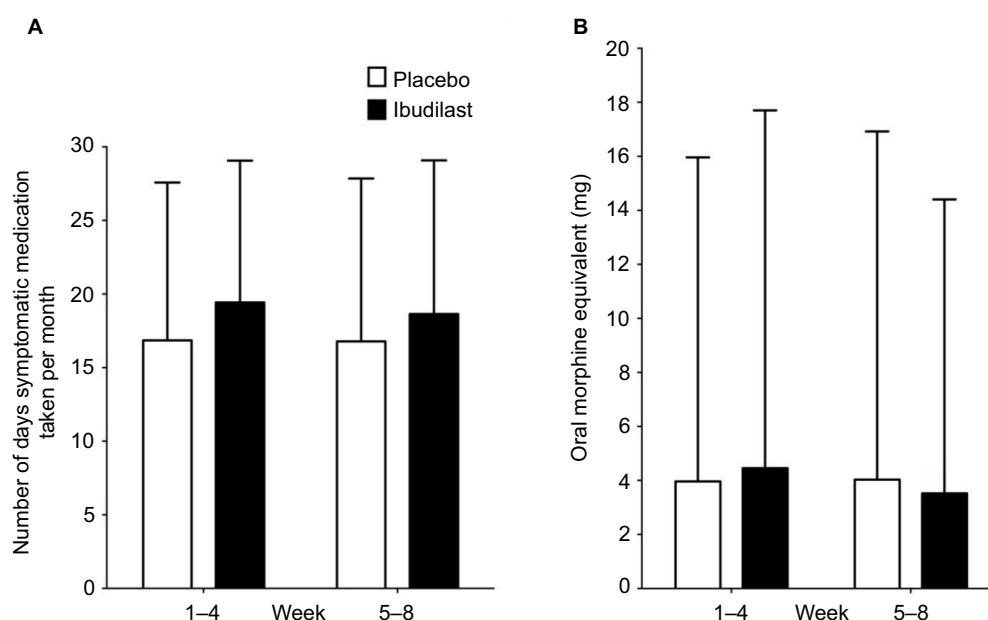 A
Placebo
Ibudilast
Number of days symptomatic medication
taken per month
30
25
20
15
10
5
0
1–4 Week 5–8
B
Oral morphine equivalent (mg)
20
18
16
14
12
10
8
6
4
2
0
1–4 Week 5–8